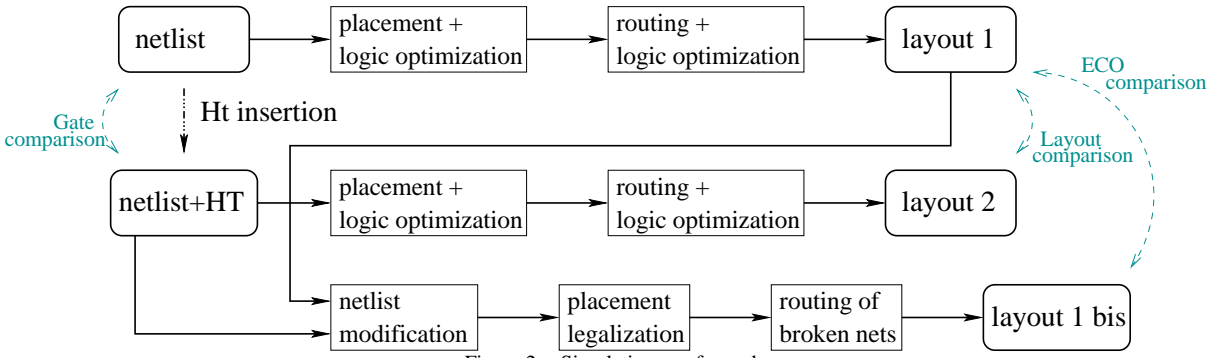 netlist
placement +
logic optimization
routing +
logic optimization
layout 1
ECO
comparison
Gate
comparison
Ht insertion
Layout
comparison
netlist+HT
placement +
logic optimization
routing +
logic optimization
layout 2
netlist
modification
placement
legalization
routing of
broken nets
layout 1 bis